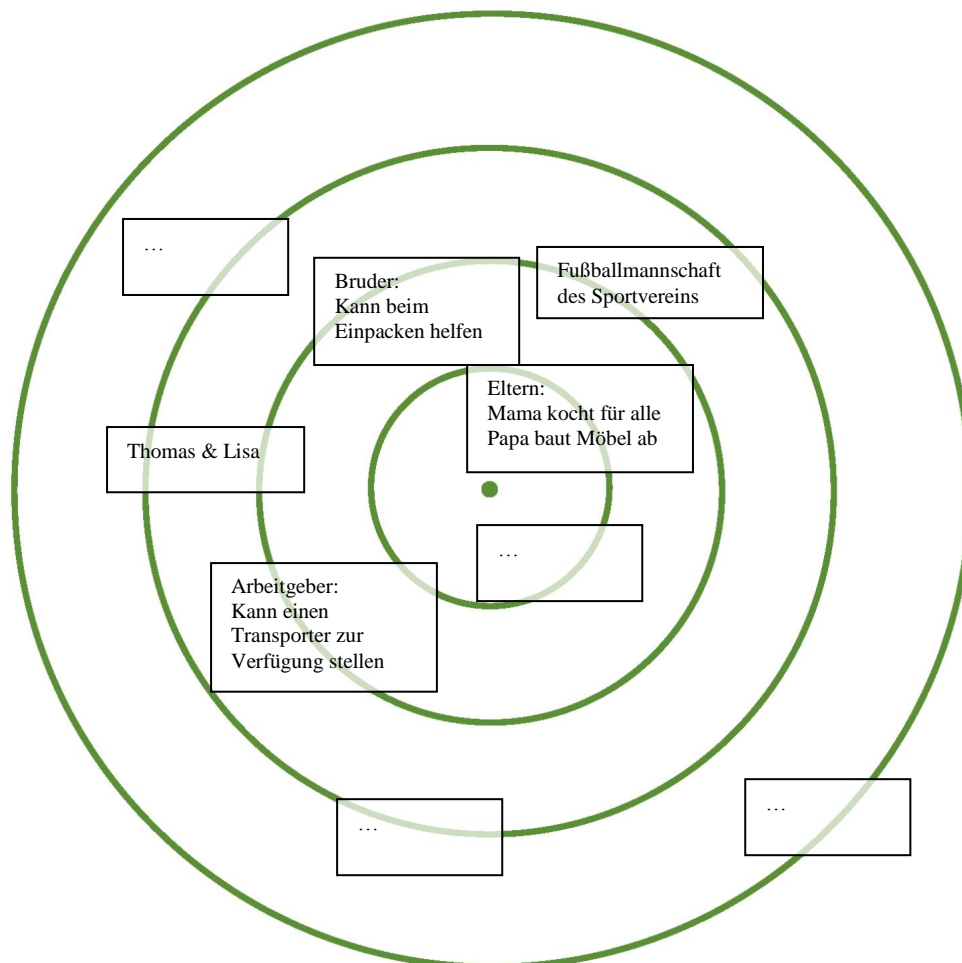 …
Bruder:
Kann beim
Einpacken helfen
Fußballmannschaft
des Sportvereins
Eltern:
Mama kocht für alle
Papa baut Möbel ab
Thomas & Lisa
…
Arbeitgeber:
Kann einen
Transporter zur
Verfügung stellen
…
…